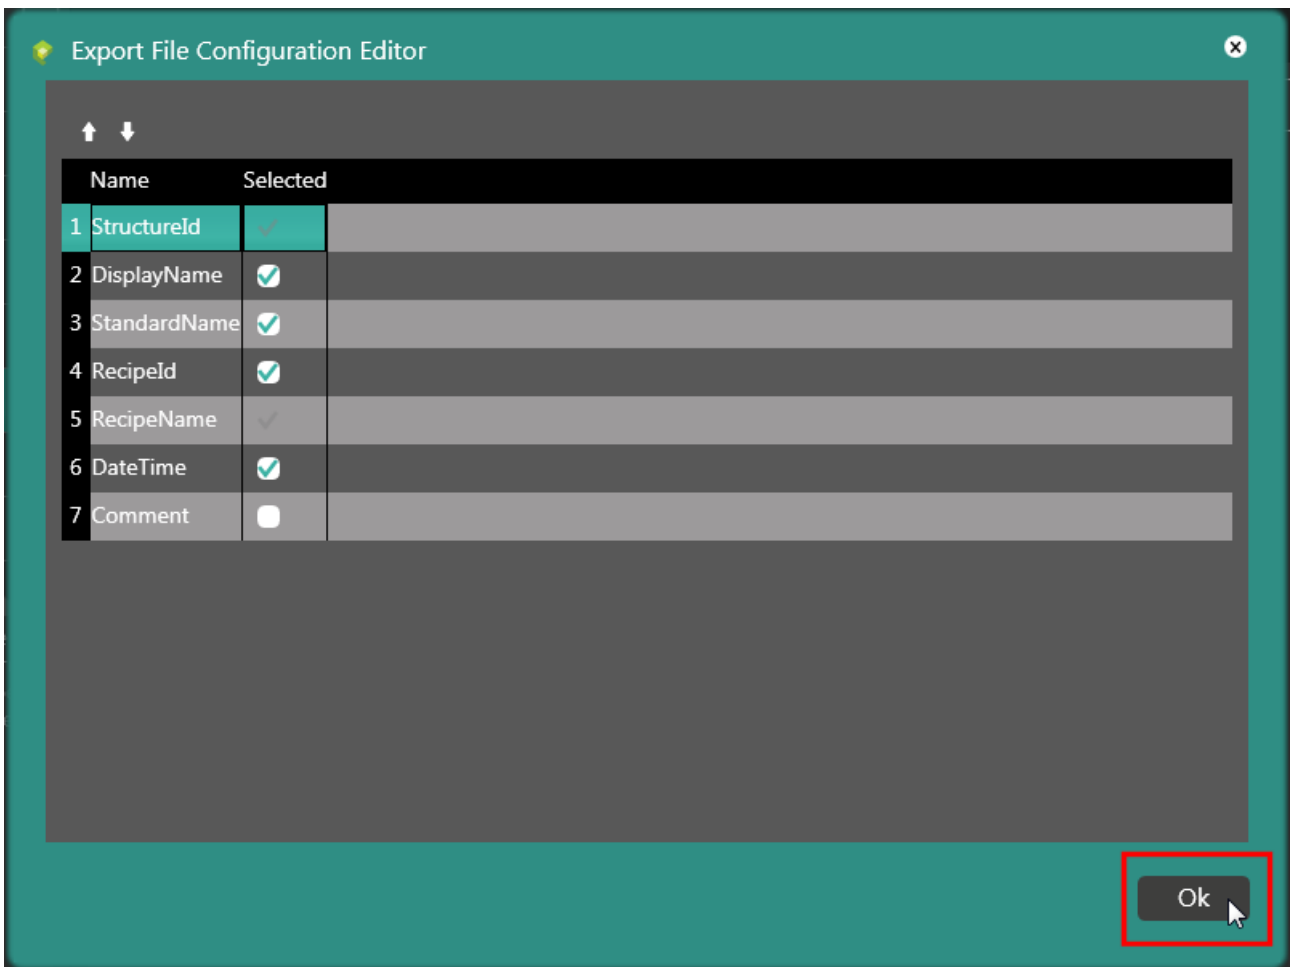 Export File Configuration Editor
Name Selected
1 StructureId
2 DisplayName
3 StandardName
4 RecipeId
5 RecipeName
6 DateTime
7 Comment
Ok